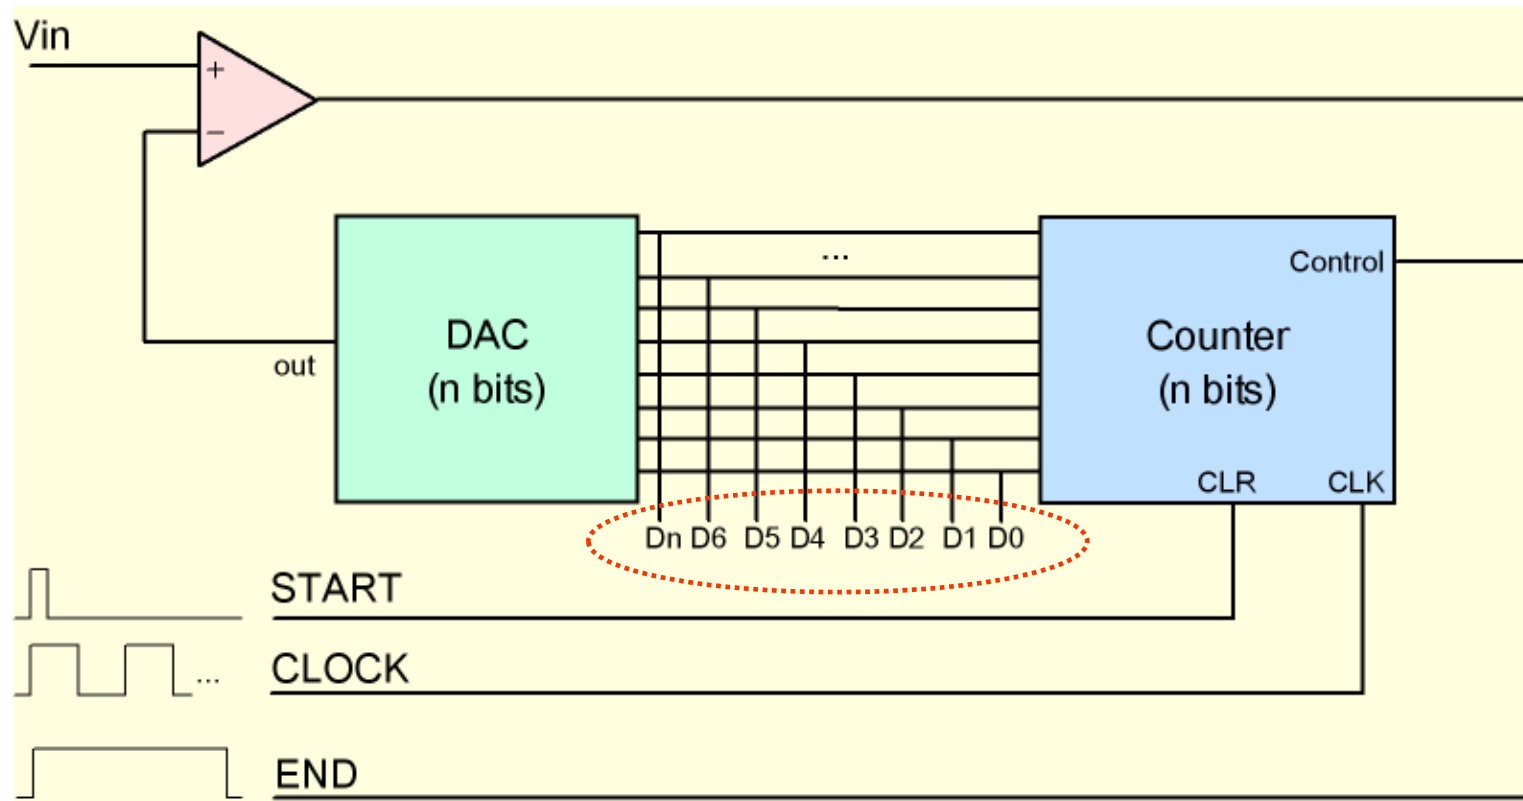 Vin
+
−
...
Control
DAC
(n bits)
Counter
(n bits)
out
CLR CLK
Dn D6 D5 D4 D3 D2 D1 D0
START
CLOCK
...
END